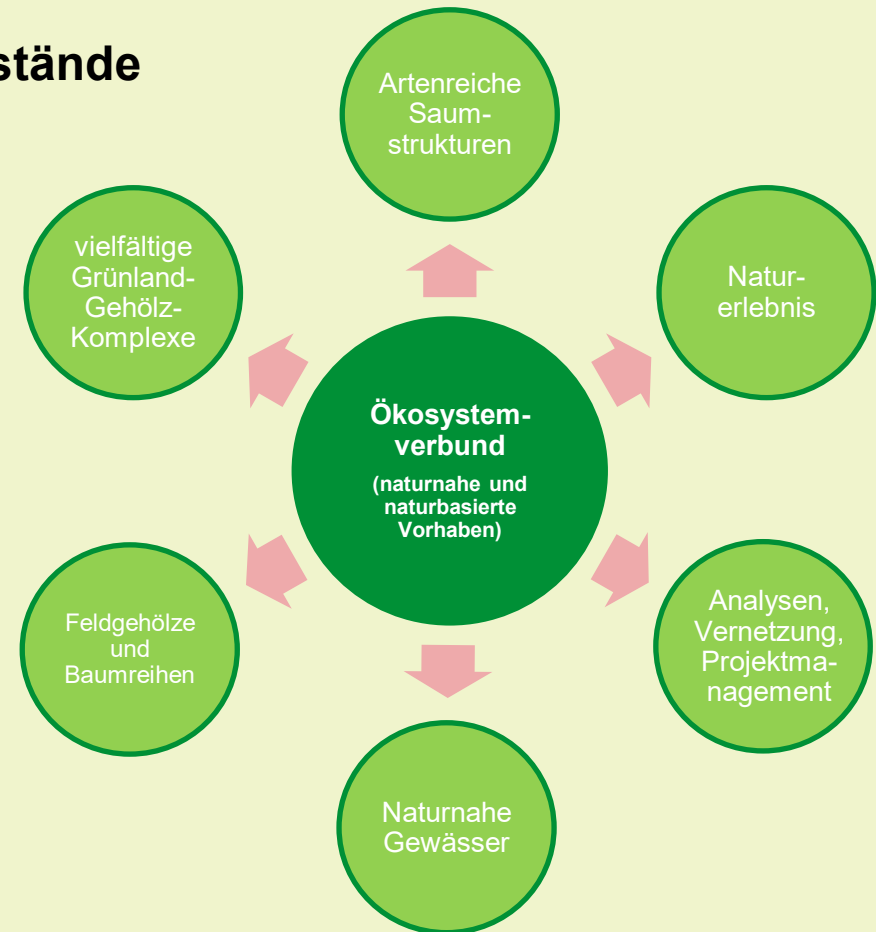 stände
Artenreiche
Saum-
strukturen
Natur-
erlebnis
Analysen,
Vernetzung,
Projektma-
nagement
Naturnahe
Gewässer
Feldgehölze
und
Baumreihen
vielfältige
Grünland-
Gehölz-
Komplexe
Ökosystem-
verbund
(naturnahe und
naturbasierte
Vorhaben)